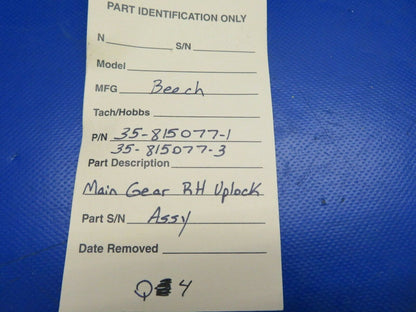 PART IDENTIFICATION ONLY
N S/N
Model
MFG Beech
Tach/Hobbs
P/N 35-815077-1
35-815077-3
Part Description
Main Gear RH Uplock
Part S/N Assy
Date Removed
Q 4